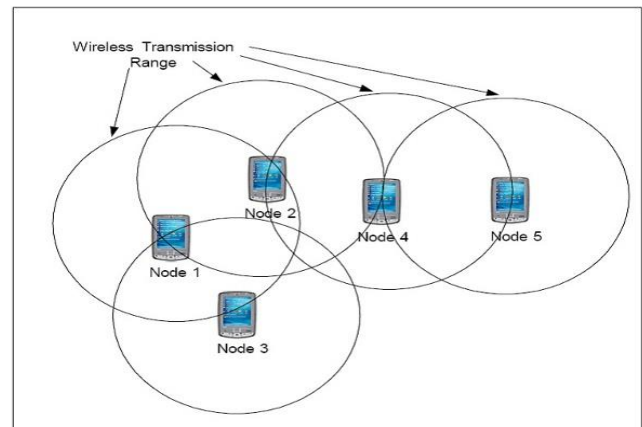 Wireless Transmission
Range
Node 2
Node 4
Node 5
Node 1
Node 3